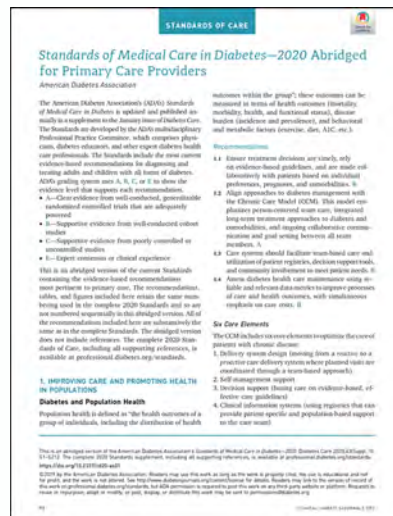 STANDARDS OF CARE
Standards of Medical Care in Diabetes—2020 Abridged
for Primary Care Providers
American Diabetes Association
The American Diabetes Association's (ADA's) Standards
of Medical Care in Diabetes is updated and published an-
nually in a supplement to the January issue of Diabetes Care.
The Standards are developed by the ADA's multidisciplinary
Professional Practice Committee, which comprises physi-
cians, diabetes educators, and other expert diabetes health
care professionals. The Standards include the most current
evidence-based recommendations for diagnosing and
treating adults and children with all forms of diabetes.
ADA's grading system uses A, B, C, or E to show the
evidence level that supports each recommendation.
• A—Clear evidence from well-conducted, generalizable
randomized controlled trials that are adequately
powered
• B—Supportive evidence from well-conducted cohort
studies
• C—Supportive evidence from poorly controlled or
uncontrolled studies
• E—Expert consensus or clinical experience
This is an abridged version of the current Standards
containing the evidence-based recommendations
most pertinent to primary care. The recommendations,
tables, and figures included here retain the same num-
bering used in the complete 2020 Standards and so are
not numbered sequentially in this abridged version. All of
the recommendations included here are substantively the
same as in the complete Standards. The abridged version
does not include references. The complete 2020 Stan-
dards of Care, including all supporting references, is
available at professional.diabetes.org/standards.
1. IMPROVING CARE AND PROMOTING HEALTH
IN POPULATIONS
Diabetes and Population Health
Population health is defined as "the health outcomes of a
group of individuals, including the distribution of health
outcomes within the group"; these outcomes can be
measured in terms of health outcomes (mortality,
morbidity, health, and functional status), disease
burden (incidence and prevalence), and behavioral
and metabolic factors (exercise, diet, A1C, etc.).
Recommendations
1.1 Ensure treatment decisions are timely, rely
on evidence-based guidelines, and are made col-
laboratively with patients based on individual
preferences, prognoses, and comorbidities. B
1.2 Align approaches to diabetes management with
the Chronic Care Model (CCM). This model em-
phasizes person-centered team care, integrated
long-term treatment approaches to diabetes and
comorbidities, and ongoing collaborative commu-
nication and goal setting between all team
members. A
1.3 Care systems should facilitate team-based care and
utilization of patient registries, decision support tools,
and community involvement to meet patient needs. B
1.4 Assess diabetes health care maintenance using re-
liable and relevant data metrics to improve processes
of care and health outcomes, with simultaneous
emphasis on care costs. B
Six Core Elements
The CCM includes six core elements to optimize the care of
patients with chronic disease:
1. Delivery system design (moving from a reactive to a
proactive care delivery system where planned visits are
coordinated through a team-based approach)
2. Self-management support
3. Decision support (basing care on evidence-based, ef-
fective care guidelines)
4. Clinical information systems (using registries that can
provide patient-specific and population-based support
to the care team)